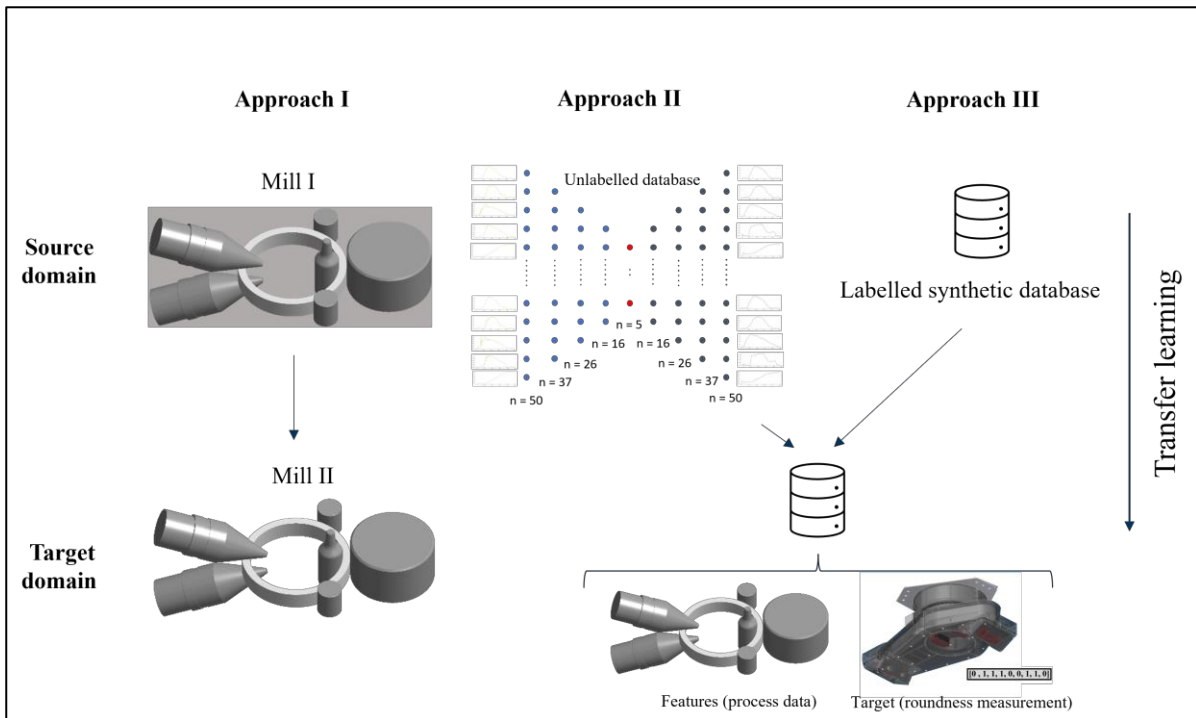 Approach I
Approach II
Approach III
Mill I
Unlabelled database
Source
domain
Labelled synthetic database
n = 5
n = 16
n = 16
n = 26
n = 26
n = 37
n = 37
n = 50
n = 50
Transfer learning
Mill II
Target
domain
[0 , 1, 1, 1, 0, 0, 1, 1, 0]
Features (process data)
Target (roundness measurement)